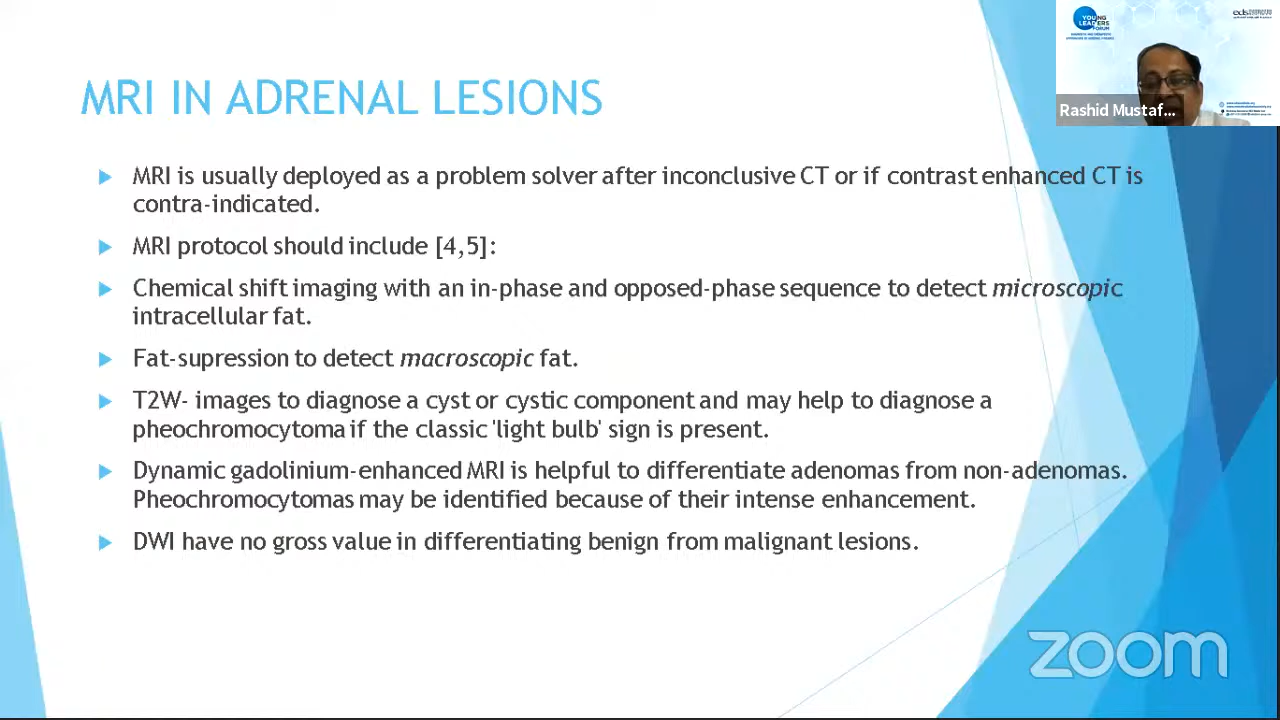 YOUNG
LEADERS
FORUM
Rashid Mustaf...
MRI IN ADRENAL LESIONS
MRI is usually deployed as a problem solver after inconclusive CT or if contrast enhanced CT is
contra-indicated.
MRI protocol should include [4,5]:
Chemical shift imaging with an in-phase and opposed-phase sequence to detect microscopic
intracellular fat.
Fat-supression to detect macroscopic fat.
T2W- images to diagnose a cyst or cystic component and may help to diagnose a
pheochromocytoma if the classic 'light bulb' sign is present.
Dynamic gadolinium-enhanced MRI is helpful to differentiate adenomas from non-adenomas.
Pheochromocytomas may be identified because of their intense enhancement.
DWI have no gross value in differentiating benign from malignant lesions.
zoom